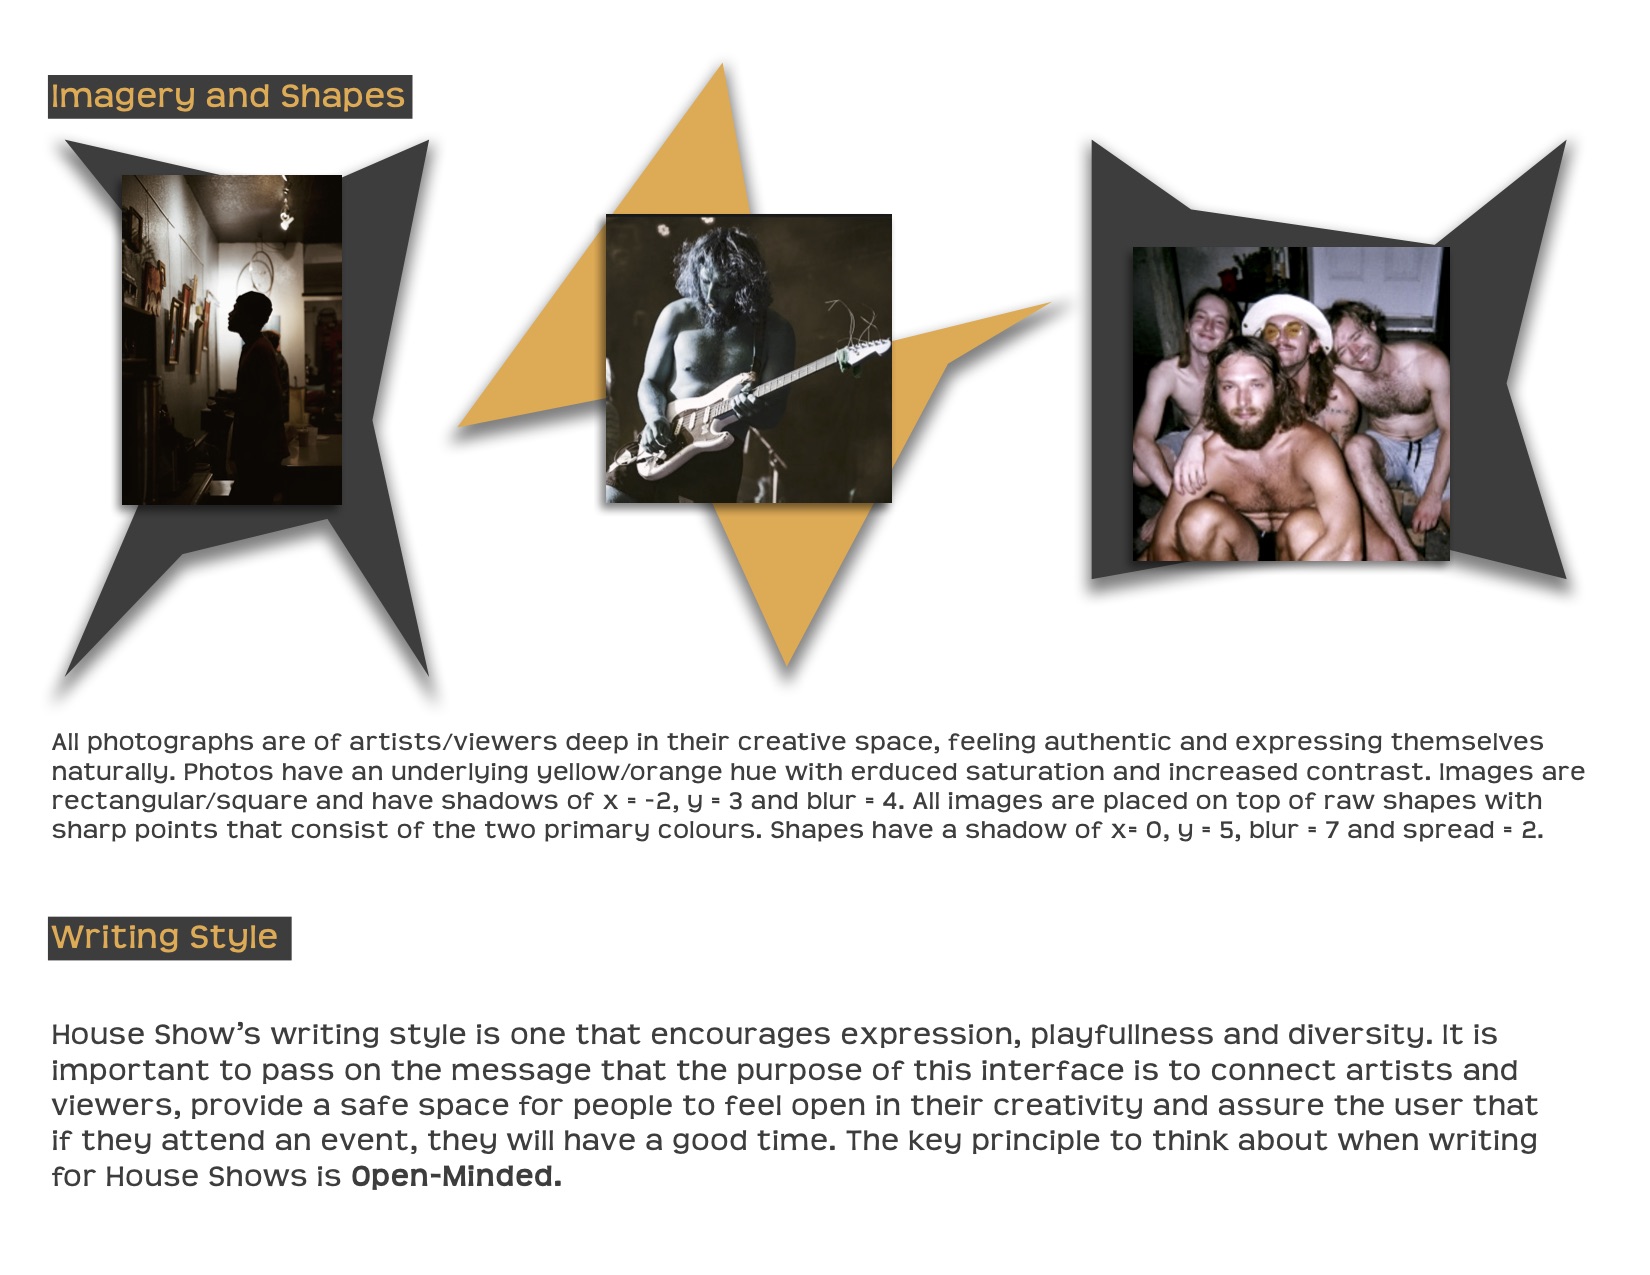 Imagery and Shapes
All photographs are of artists/viewers deep in their creative space, feeling authentic and expressing themselves
naturally. Photos have an underlying yellow/orange hue with erduced saturation and increased contrast. Images are
rectangular/square and have shadows of x = -2, y = 3 and blur = 4. All images are placed on top of raw shapes with
sharp points that consist of the two primary colours. Shapes have a shadow of x= 0, y = 5, blur = 7 and spread = 2.
Writing Style
House Show’s writing style is one that encourages expression, playfullness and diversity. It is
important to pass on the message that the purpose of this interface is to connect artists and
viewers, provide a safe space for people to feel open in their creativity and assure the user that
if they attend an event, they will have a good time. The key principle to think about when writing
for House Shows is Open-Minded.